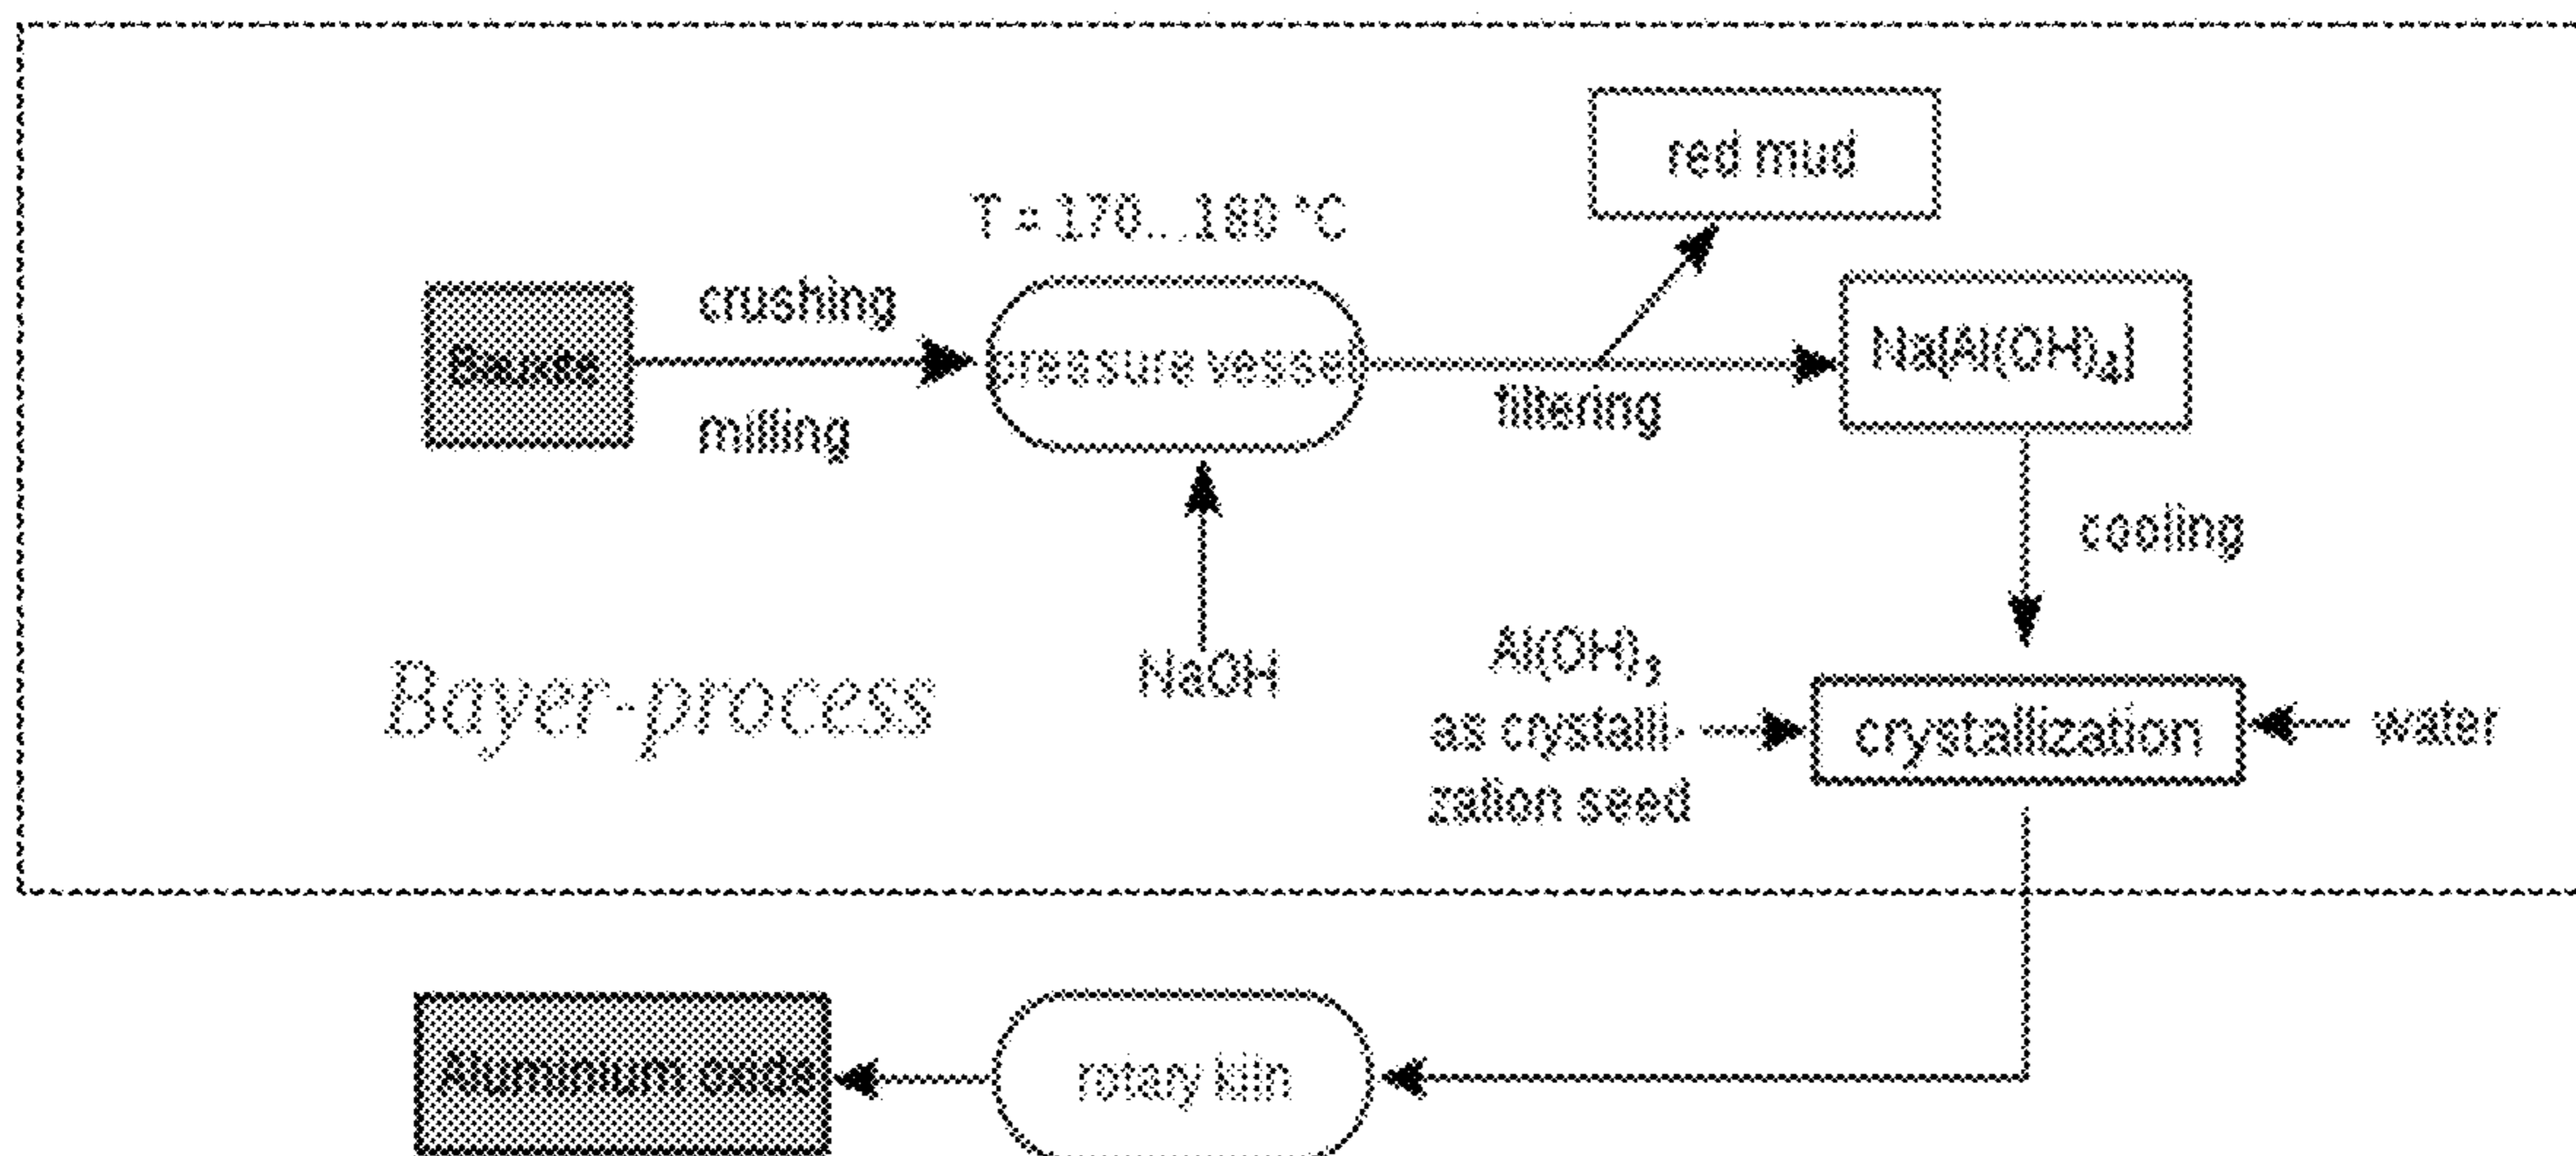 red mud
T = 170...180 °C
crushing
Bauxite
pressure vessel
Na[Al(OH)₄]
milling
filtering
cooling
Bayer-process
NaOH
Al(OH)₃
as crystalli-
zation seed
crystallization
water
Aluminium oxide
rotary kiln